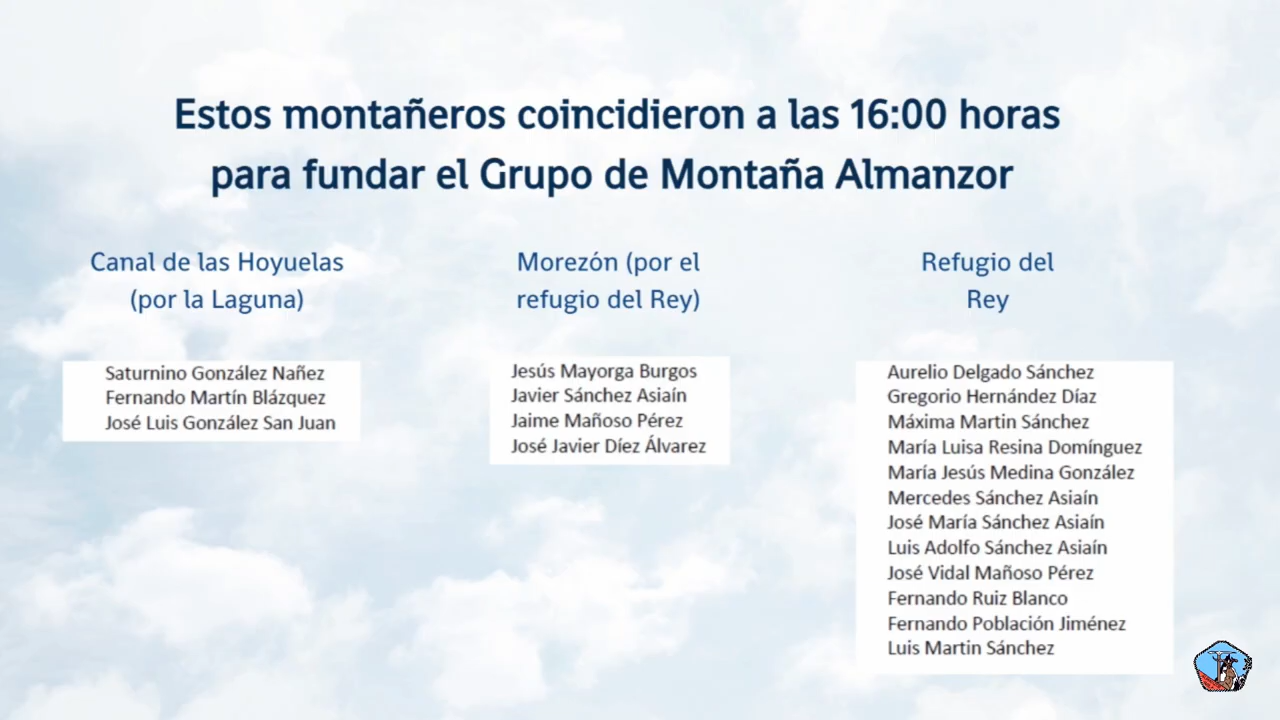 Estos montañeros coincidieron a las 16:00 horas
para fundar el Grupo de Montaña Almanzor
Canal de las Hoyuelas
(por la Laguna)
Saturnino González Nañez
Fernando Martín Blázquez
José Luis González San Juan
Morezón (por el
refugio del Rey)
Jesús Mayorga Burgos
Javier Sánchez Asiaín
Jaime Mañoso Pérez
José Javier Díez Álvarez
Refugio del
Rey
Aurelio Delgado Sánchez
Gregorio Hernández Díaz
Máxima Martin Sánchez
María Luisa Resina Domínguez
María Jesús Medina González
Mercedes Sánchez Asiaín
José María Sánchez Asiaín
Luis Adolfo Sánchez Asiaín
José Vidal Mañoso Pérez
Fernando Ruiz Blanco
Fernando Población Jiménez
Luis Martin Sánchez